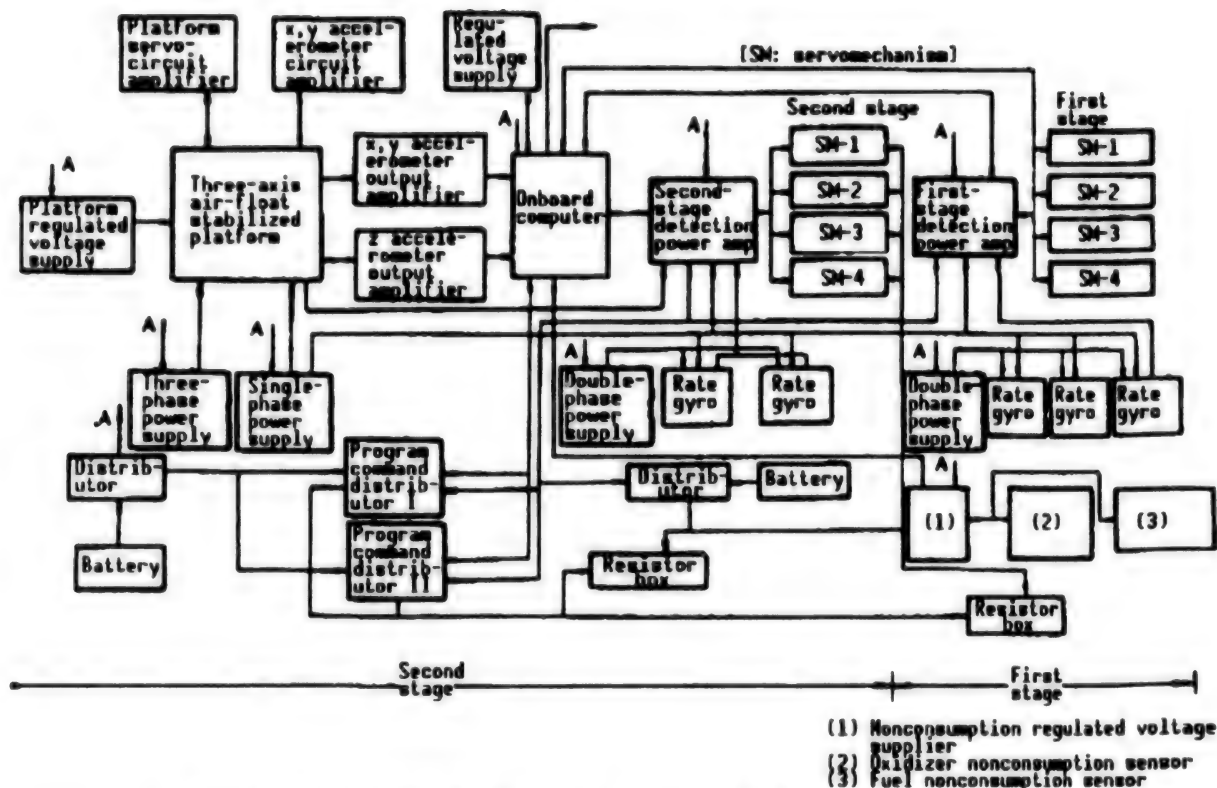 Platform
servo-
circuit
amplifier
x,y accel-
erometer
circuit
amplifier
Regu-
lated
voltage
supply
[SM: servomechanism]
Second stage
First
stage
A
A
A
A
Platform
regulated
voltage
supply
Three-axis
air-float
stabilized
platform
x,y accel-
erometer
output
amplifier
z accele-
rometer
output
amplifier
Onboard
computer
Second-
stage
detection
power amp
SM-1
SM-2
SM-3
SM-4
First-
stage
detection
power amp
SM-1
SM-2
SM-3
SM-4
A
A
A
A
A
Three-
phase
power
supply
Single-
phase
power
supply
Double-
phase power
supply
Rate
gyro
Rate
gyro
Double-
phase power
supply
Rate
gyro
Rate
gyro
Rate
gyro
Distrib-
utor
Battery
Program
command
distrib-
utor I
Program
command
distrib-
utor II
Distrib-
utor
Battery
A
(1)
(2)
(3)
Resistor
box
Resistor
box
Second
stage
First
stage
(1) Nonconsumption regulated voltage
supplier
(2) Oxidizer nonconsumption sensor
(3) Fuel nonconsumption sensor